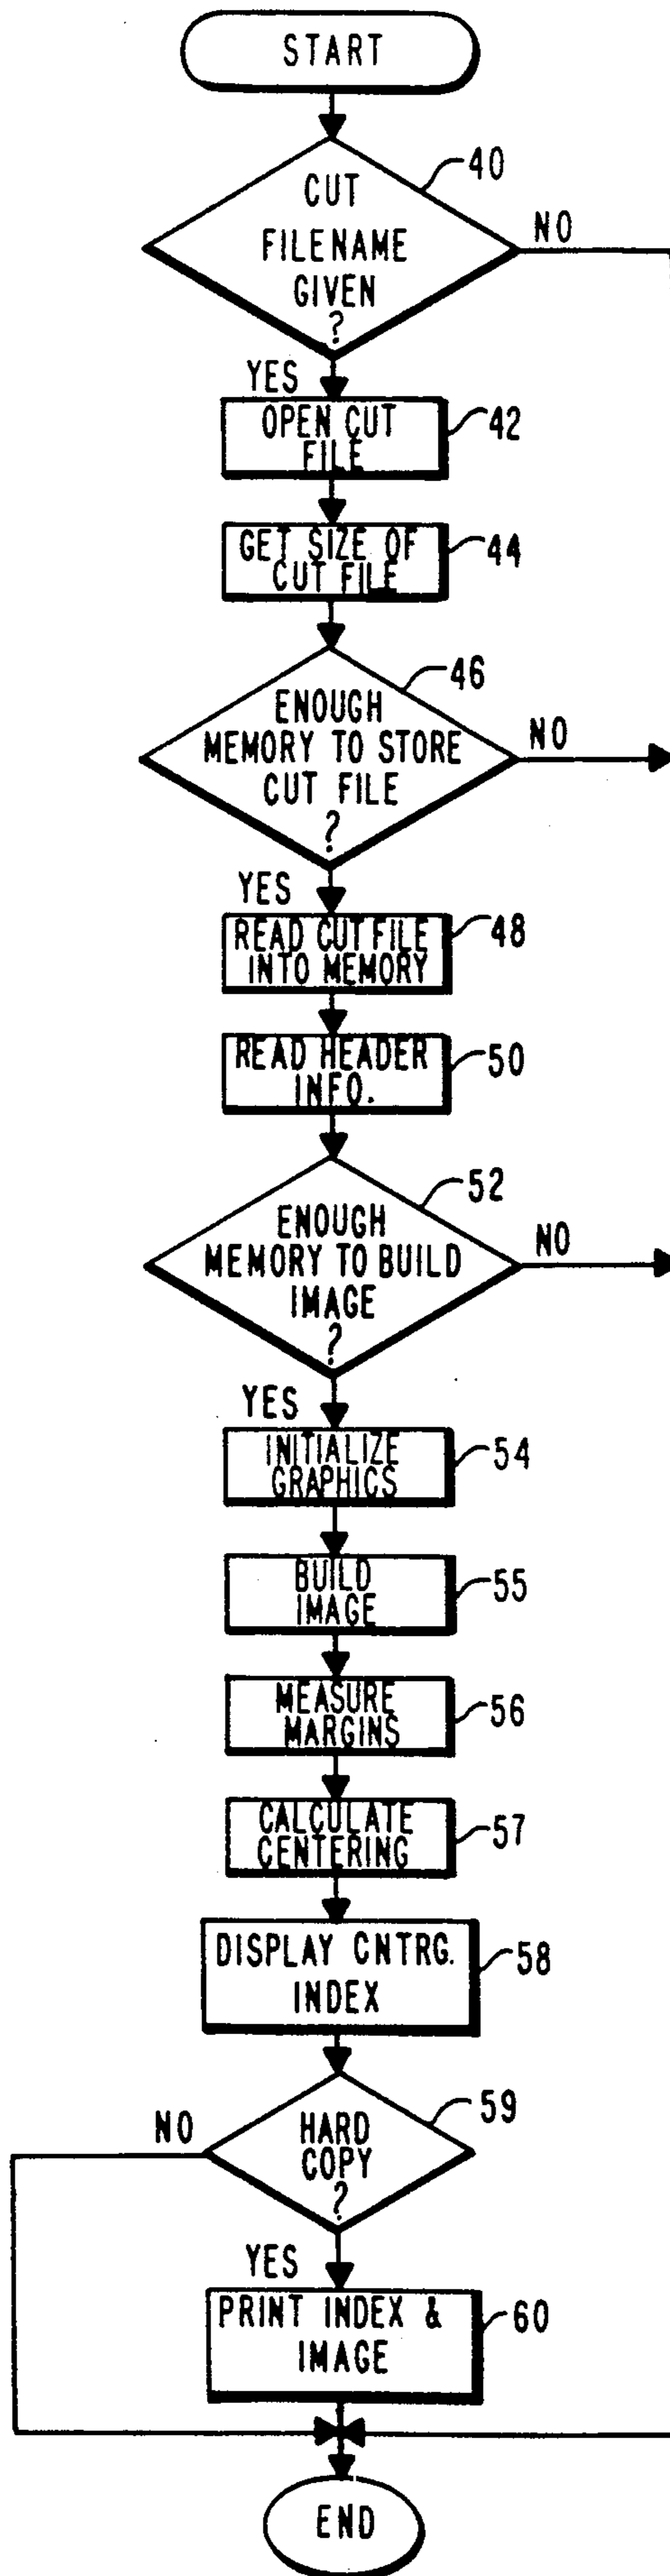 START
40
CUT
FILENAME
GIVEN
?
NO
YES
OPEN CUT
FILE
42
GET SIZE OF
CUT FILE
44
46
ENOUGH
MEMORY TO STORE
CUT FILE
?
NO
YES
READ CUT FILE
INTO MEMORY
48
READ HEADER
INFO.
50
52
ENOUGH
MEMORY TO BUILD
IMAGE
?
NO
YES
INITIALIZE
GRAPHICS
54
BUILD
IMAGE
55
MEASURE
MARGINS
56
CALCULATE
CENTERING
57
DISPLAY CNTRG.
INDEX
58
59
HARD
COPY
?
NO
YES
PRINT INDEX &
IMAGE
60
END